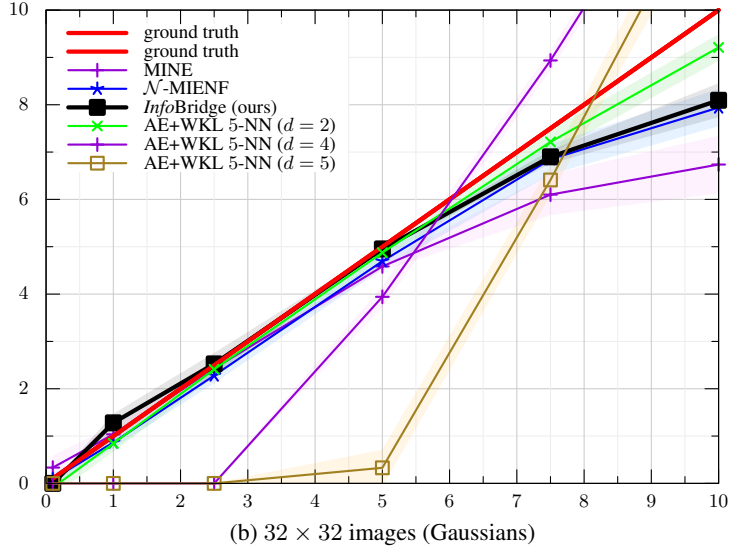 10
8
6
4
2
0
ground truth
ground truth
MINE
𝒩-MIENF
InfoBridge (ours)
AE+WKL 5-NN (d = 2)
AE+WKL 5-NN (d = 4)
AE+WKL 5-NN (d = 5)
0 1 2 3 4 5 6 7 8 9 10
(b) 32 × 32 images (Gaussians)